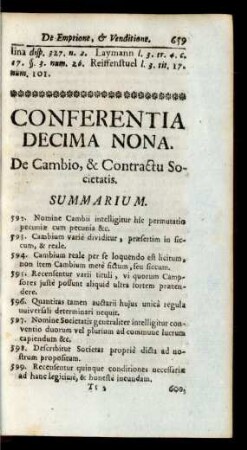 De Emptione, & Venditione. 659
lina disp. 327. n. 2. Laymann l. 3. tr. 4. c.
17. §. 3. num. 26. Reiffenstuel l. 3. tit. 17.
num. 101.
CONFERENTIA
DECIMA NONA.
De Cambio, & Contractu So-
cietatis.
SUMMARIUM.
592. Nomine Cambii intelligitur hic permutatio
pecuniæ cum pecunia &c.
593. Cambium variè dividitur, præsertim in sic-
cum, & reale.
594. Cambium reale per se loquendo est licitum,
non item Cambium merè fictum, seu siccum.
595. Recensentur varii tituli, vi quorum Camp-
sores justè possunt aliquid ultra sortem præten-
dere.
596. Quantitas tamen auctarii hujus unicâ regulâ
universali determinari nequit.
597. Nomine Societatis generaliter intelligitur con-
ventio duorum vel plurium ad commune lucrum
capiendum &c.
598. Describitur Societas propriè dicta ad no-
strum propositum.
599. Recensentur quinque conditiones necessariæ
ad hanc legitimè, & honestè ineundam.
Tt 2 600.